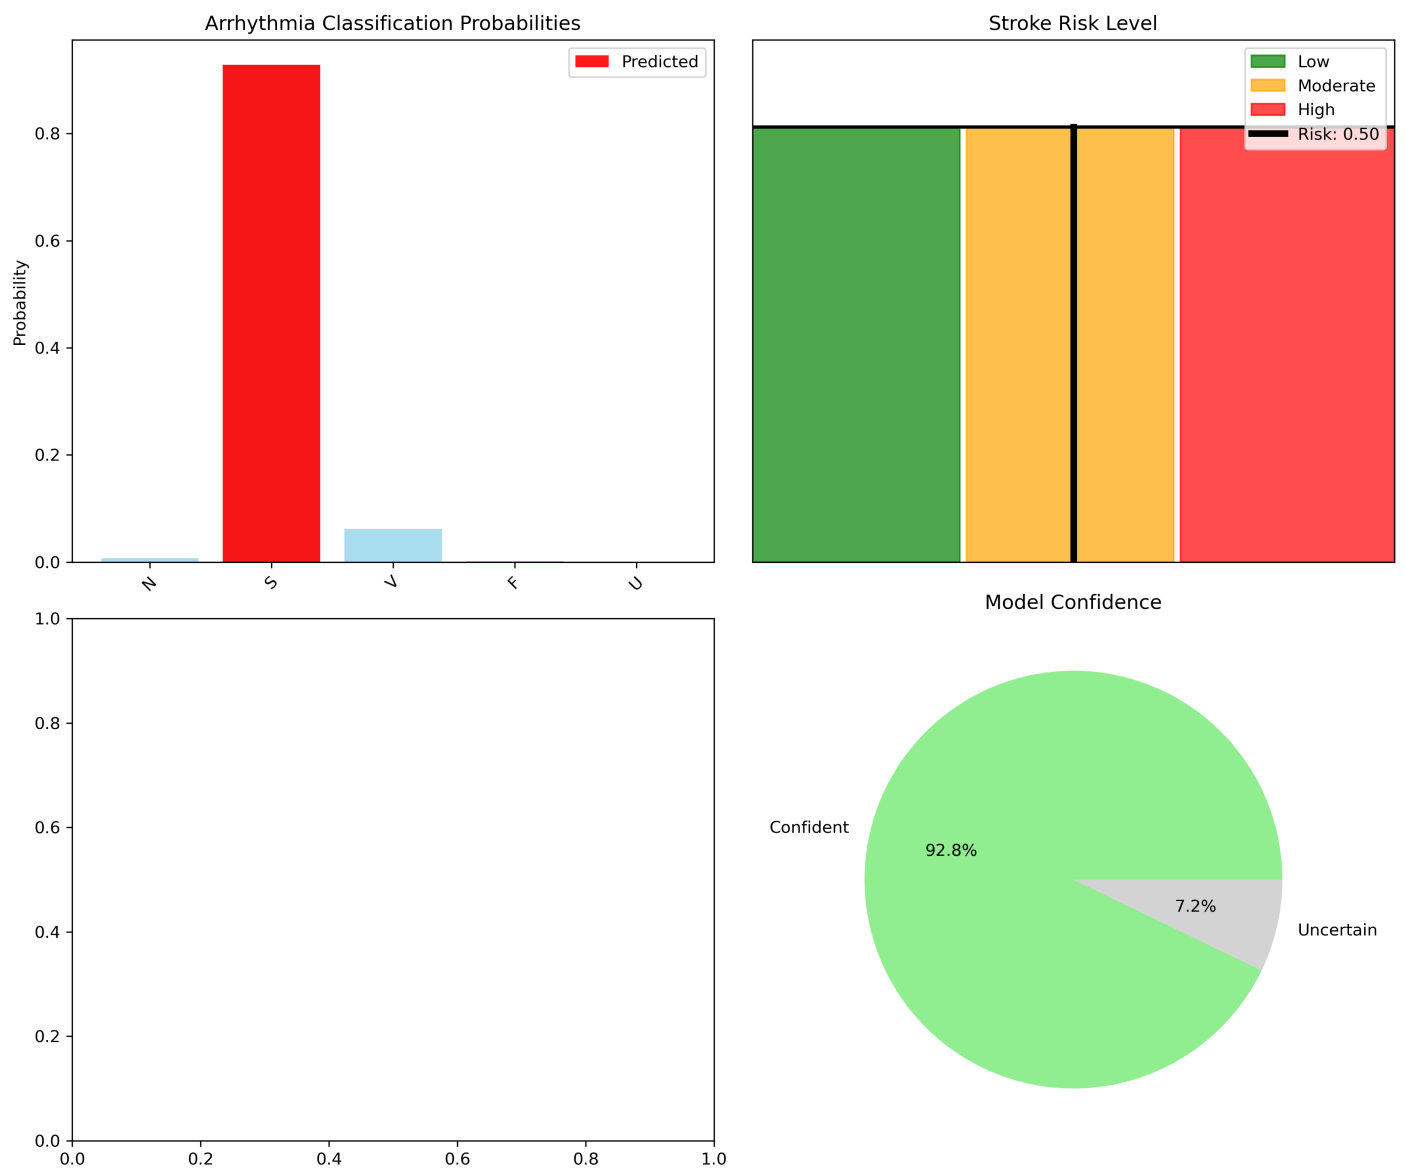 Arrhythmia Classification Probabilities
Predicted
Probability
0.8
0.6
0.4
0.2
0.0
N S V F U
Stroke Risk Level
Low
Moderate
High
Risk: 0.50
1.0
0.8
0.6
0.4
0.2
0.0
0.0 0.2 0.4 0.6 0.8 1.0
Model Confidence
Confident
92.8%
7.2%
Uncertain